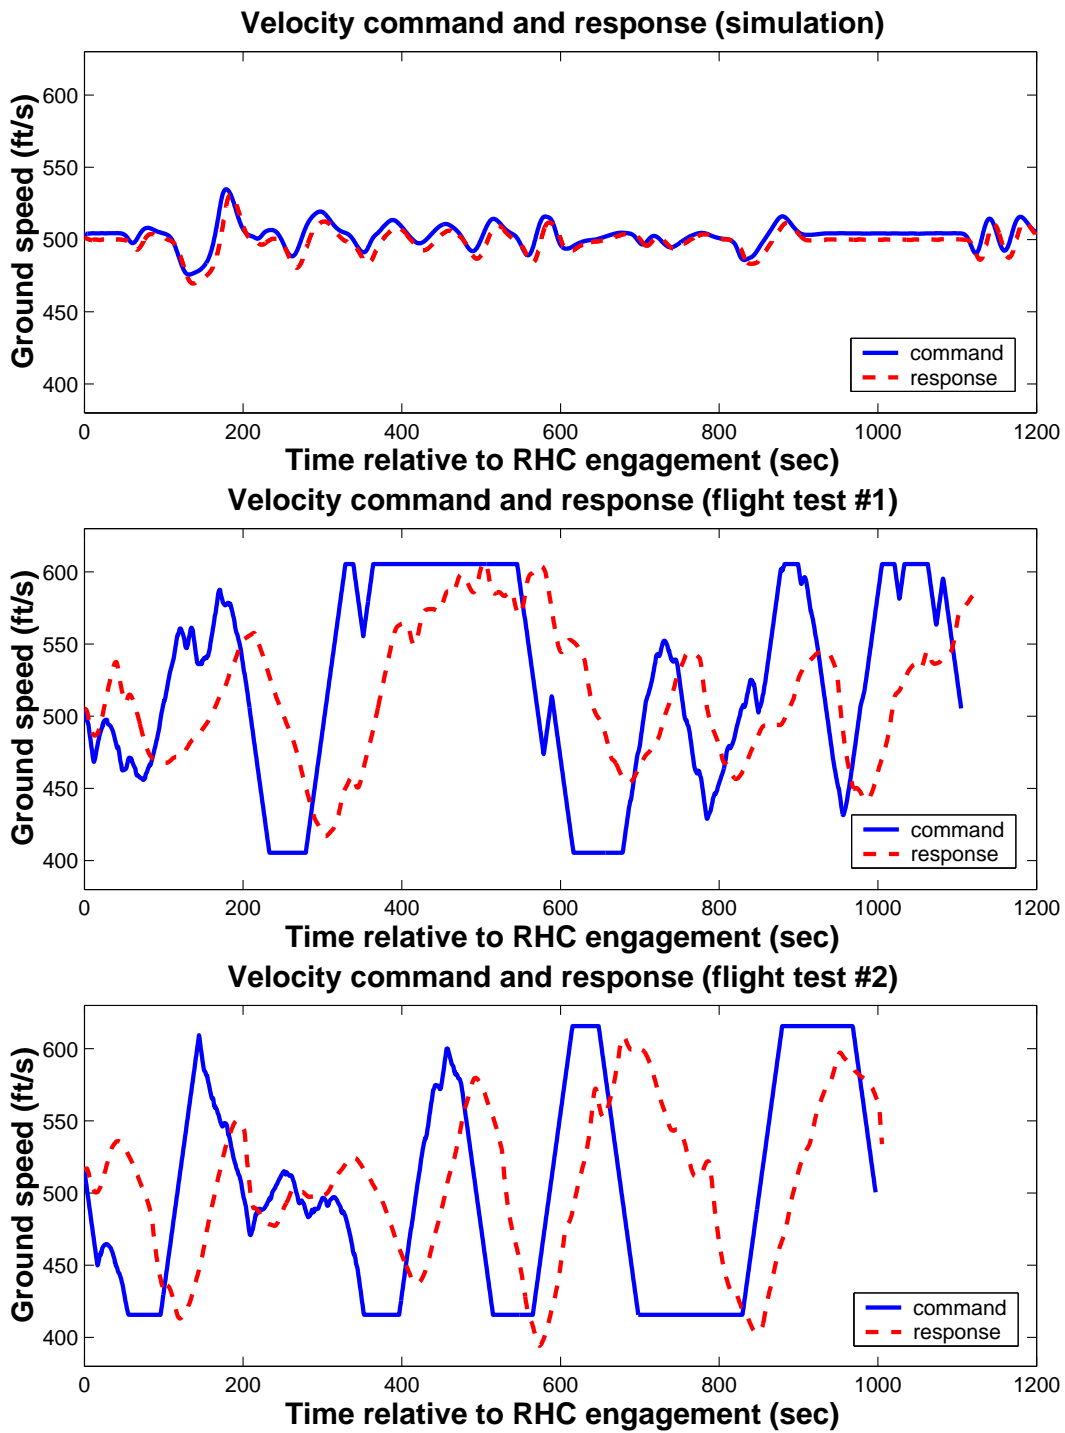 Velocity command and response (simulation)
Ground speed (ft/s)
600
550
500
450
400
command
response
0 200 400 600 800 1000 1200
Time relative to RHC engagement (sec)
Velocity command and response (flight test #1)
Ground speed (ft/s)
600
550
500
450
400
command
response
0 200 400 600 800 1000 1200
Time relative to RHC engagement (sec)
Velocity command and response (flight test #2)
Ground speed (ft/s)
600
550
500
450
400
command
response
0 200 400 600 800 1000 1200
Time relative to RHC engagement (sec)